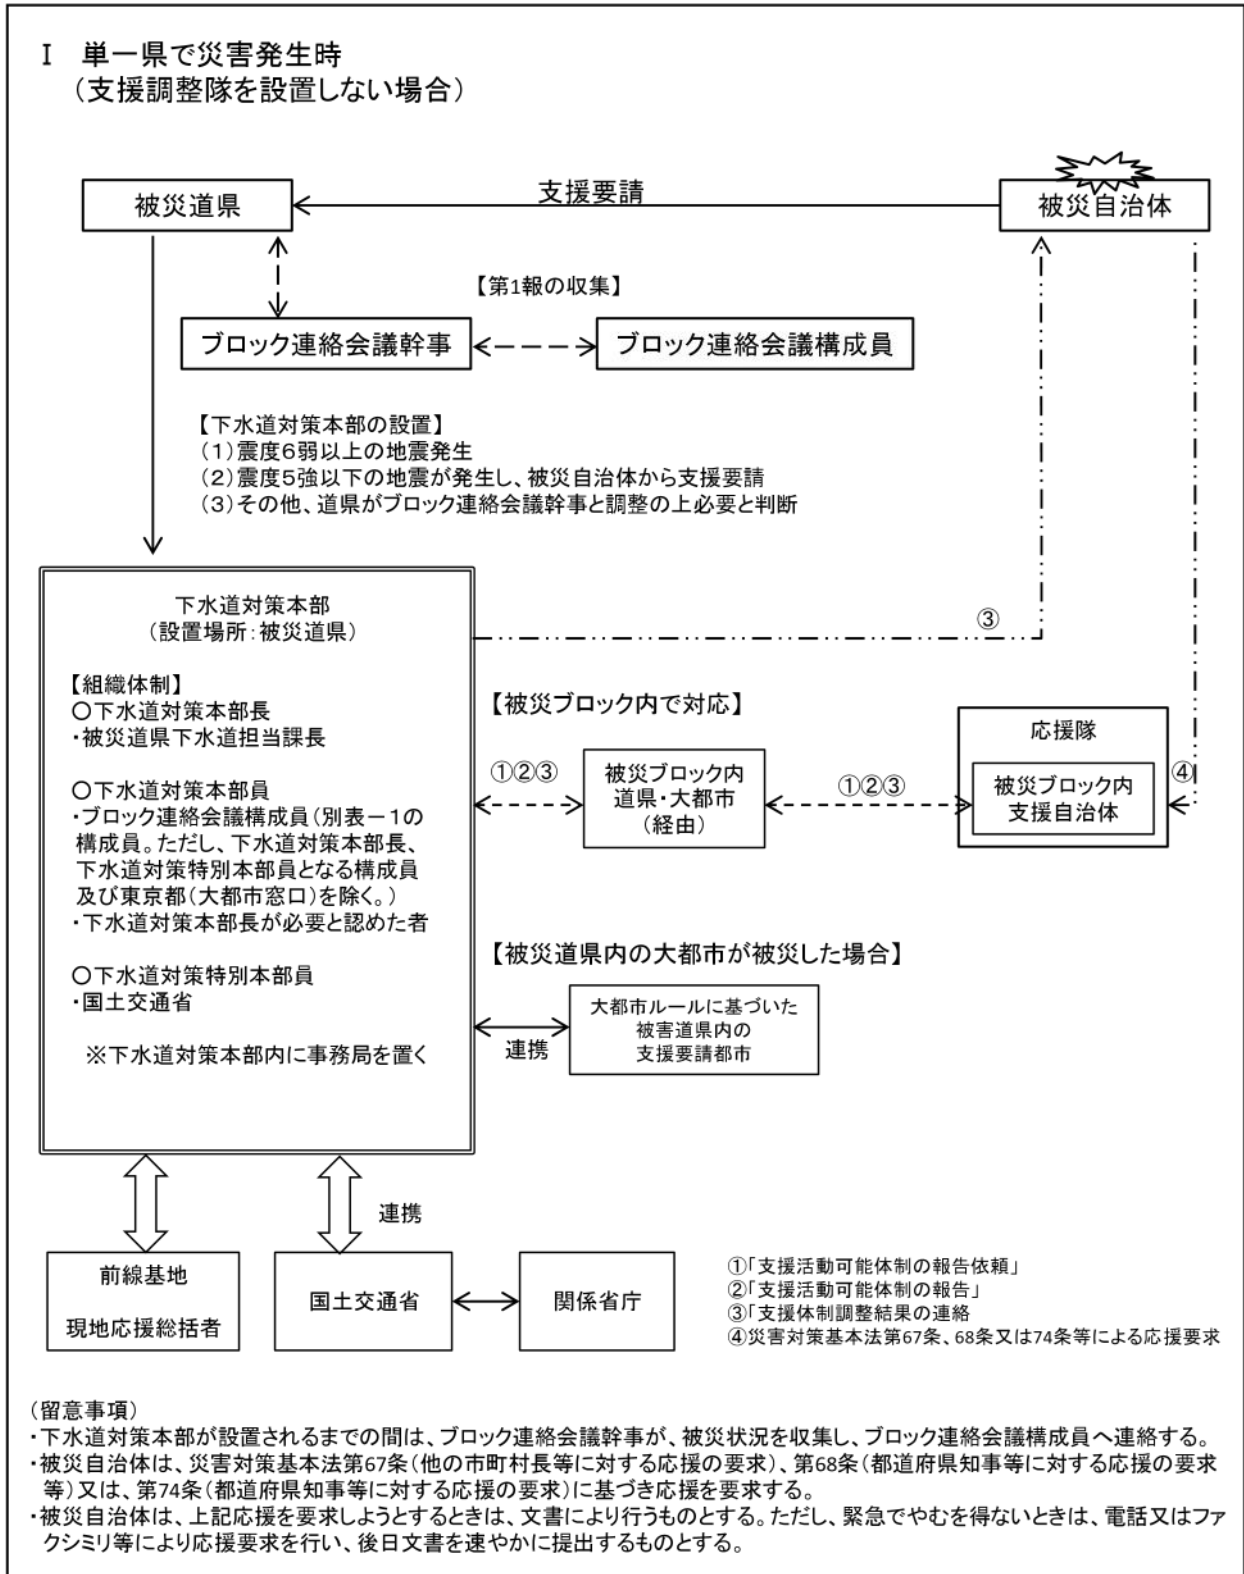 Ⅰ　単一県で災害発生時
（支援調整隊を設置しない場合）
被災道県
支援要請
被災自治体
【第1報の収集】
ブロック連絡会議幹事
ブロック連絡会議構成員
【下水道対策本部の設置】
（１）震度６弱以上の地震発生
（２）震度５強以下の地震が発生し、被災自治体から支援要請
（３）その他、道県がブロック連絡会議幹事と調整の上必要と判断
下水道対策本部
（設置場所：被災道県）
【組織体制】
○下水道対策本部長
・被災道県下水道担当課長
○下水道対策本部員
・ブロック連絡会議構成員（別表－１の
構成員。ただし、下水道対策本部長、
下水道対策特別本部員となる構成員
及び東京都（大都市窓口）を除く。）
・下水道対策本部長が必要と認めた者
○下水道対策特別本部員
・国土交通省
※下水道対策本部内に事務局を置く
③
【被災ブロック内で対応】
①②③
被災ブロック内
道県・大都市
（経由）
①②③
応援隊
被災ブロック内
支援自治体
④
【被災道県内の大都市が被災した場合】
連携
大都市ルールに基づいた
被害道県内の
支援要請都市
連携
前線基地
現地応援総括者
国土交通省
関係省庁
①「支援活動可能体制の報告依頼」
②「支援活動可能体制の報告」
③「支援体制調整結果の連絡
④災害対策基本法第67条、68条又は74条等による応援要求
（留意事項）
・下水道対策本部が設置されるまでの間は、ブロック連絡会議幹事が、被災状況を収集し、ブロック連絡会議構成員へ連絡する。
・被災自治体は、災害対策基本法第67条（他の市町村長等に対する応援の要求）、第68条（都道府県知事等に対する応援の要求
等）又は、第74条（都道府県知事等に対する応援の要求）に基づき応援を要求する。
・被災自治体は、上記応援を要求しようとするときは、文書により行うものとする。ただし、緊急でやむを得ないときは、電話又はファ
クシミリ等により応援要求を行い、後日文書を速やかに提出するものとする。